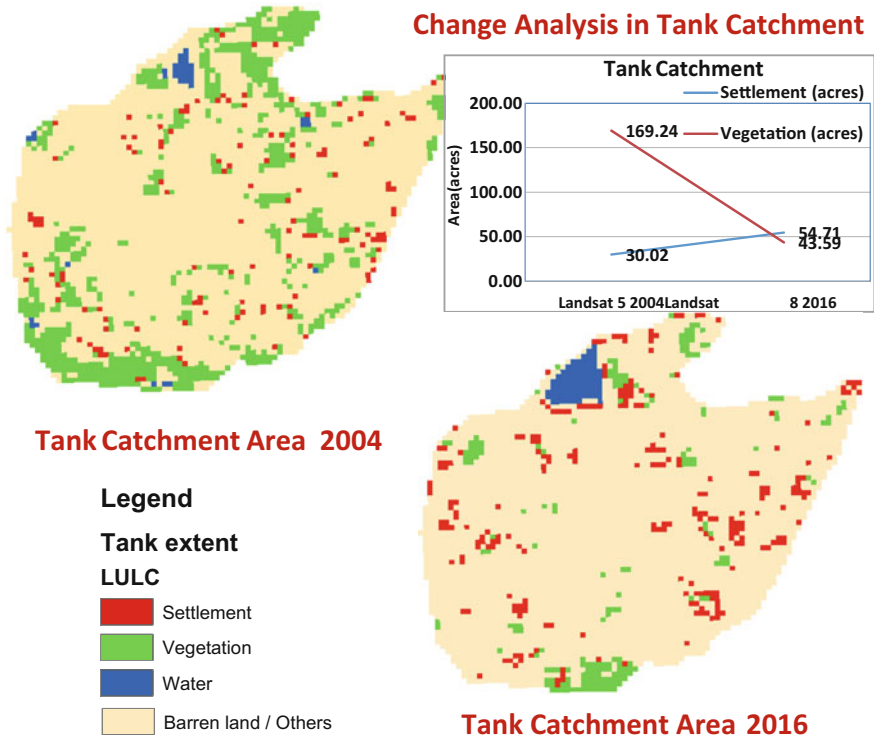 Change Analysis in Tank Catchment
Tank Catchment
Settlement (acres)
Vegetation (acres)
Area(acres)
200.00
150.00
100.00
50.00
0.00
169.24
30.02
54.71
43.59
Landsat 5 2004Landsat 8 2016
Tank Catchment Area 2004
Legend
Tank extent
LULC
Settlement
Vegetation
Water
Barren land / Others
Tank Catchment Area 2016